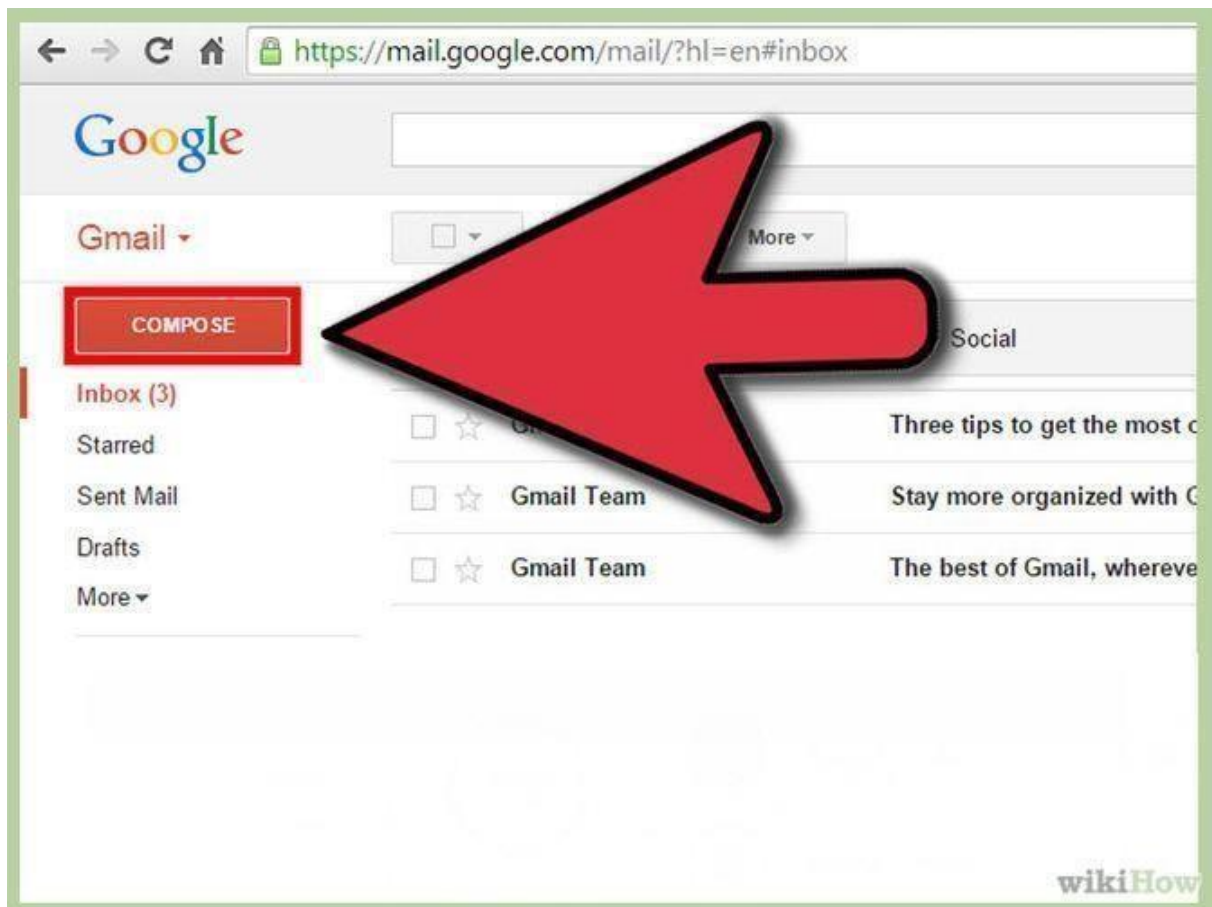 https://mail.google.com/mail/?hl=en#inbox
Google
Gmail
More
COMPOSE
Social
Inbox (3)
Starred
Sent Mail
Drafts
More
Three tips to get the most
Gmail Team Stay more organized with
Gmail Team The best of Gmail,
wikiHow